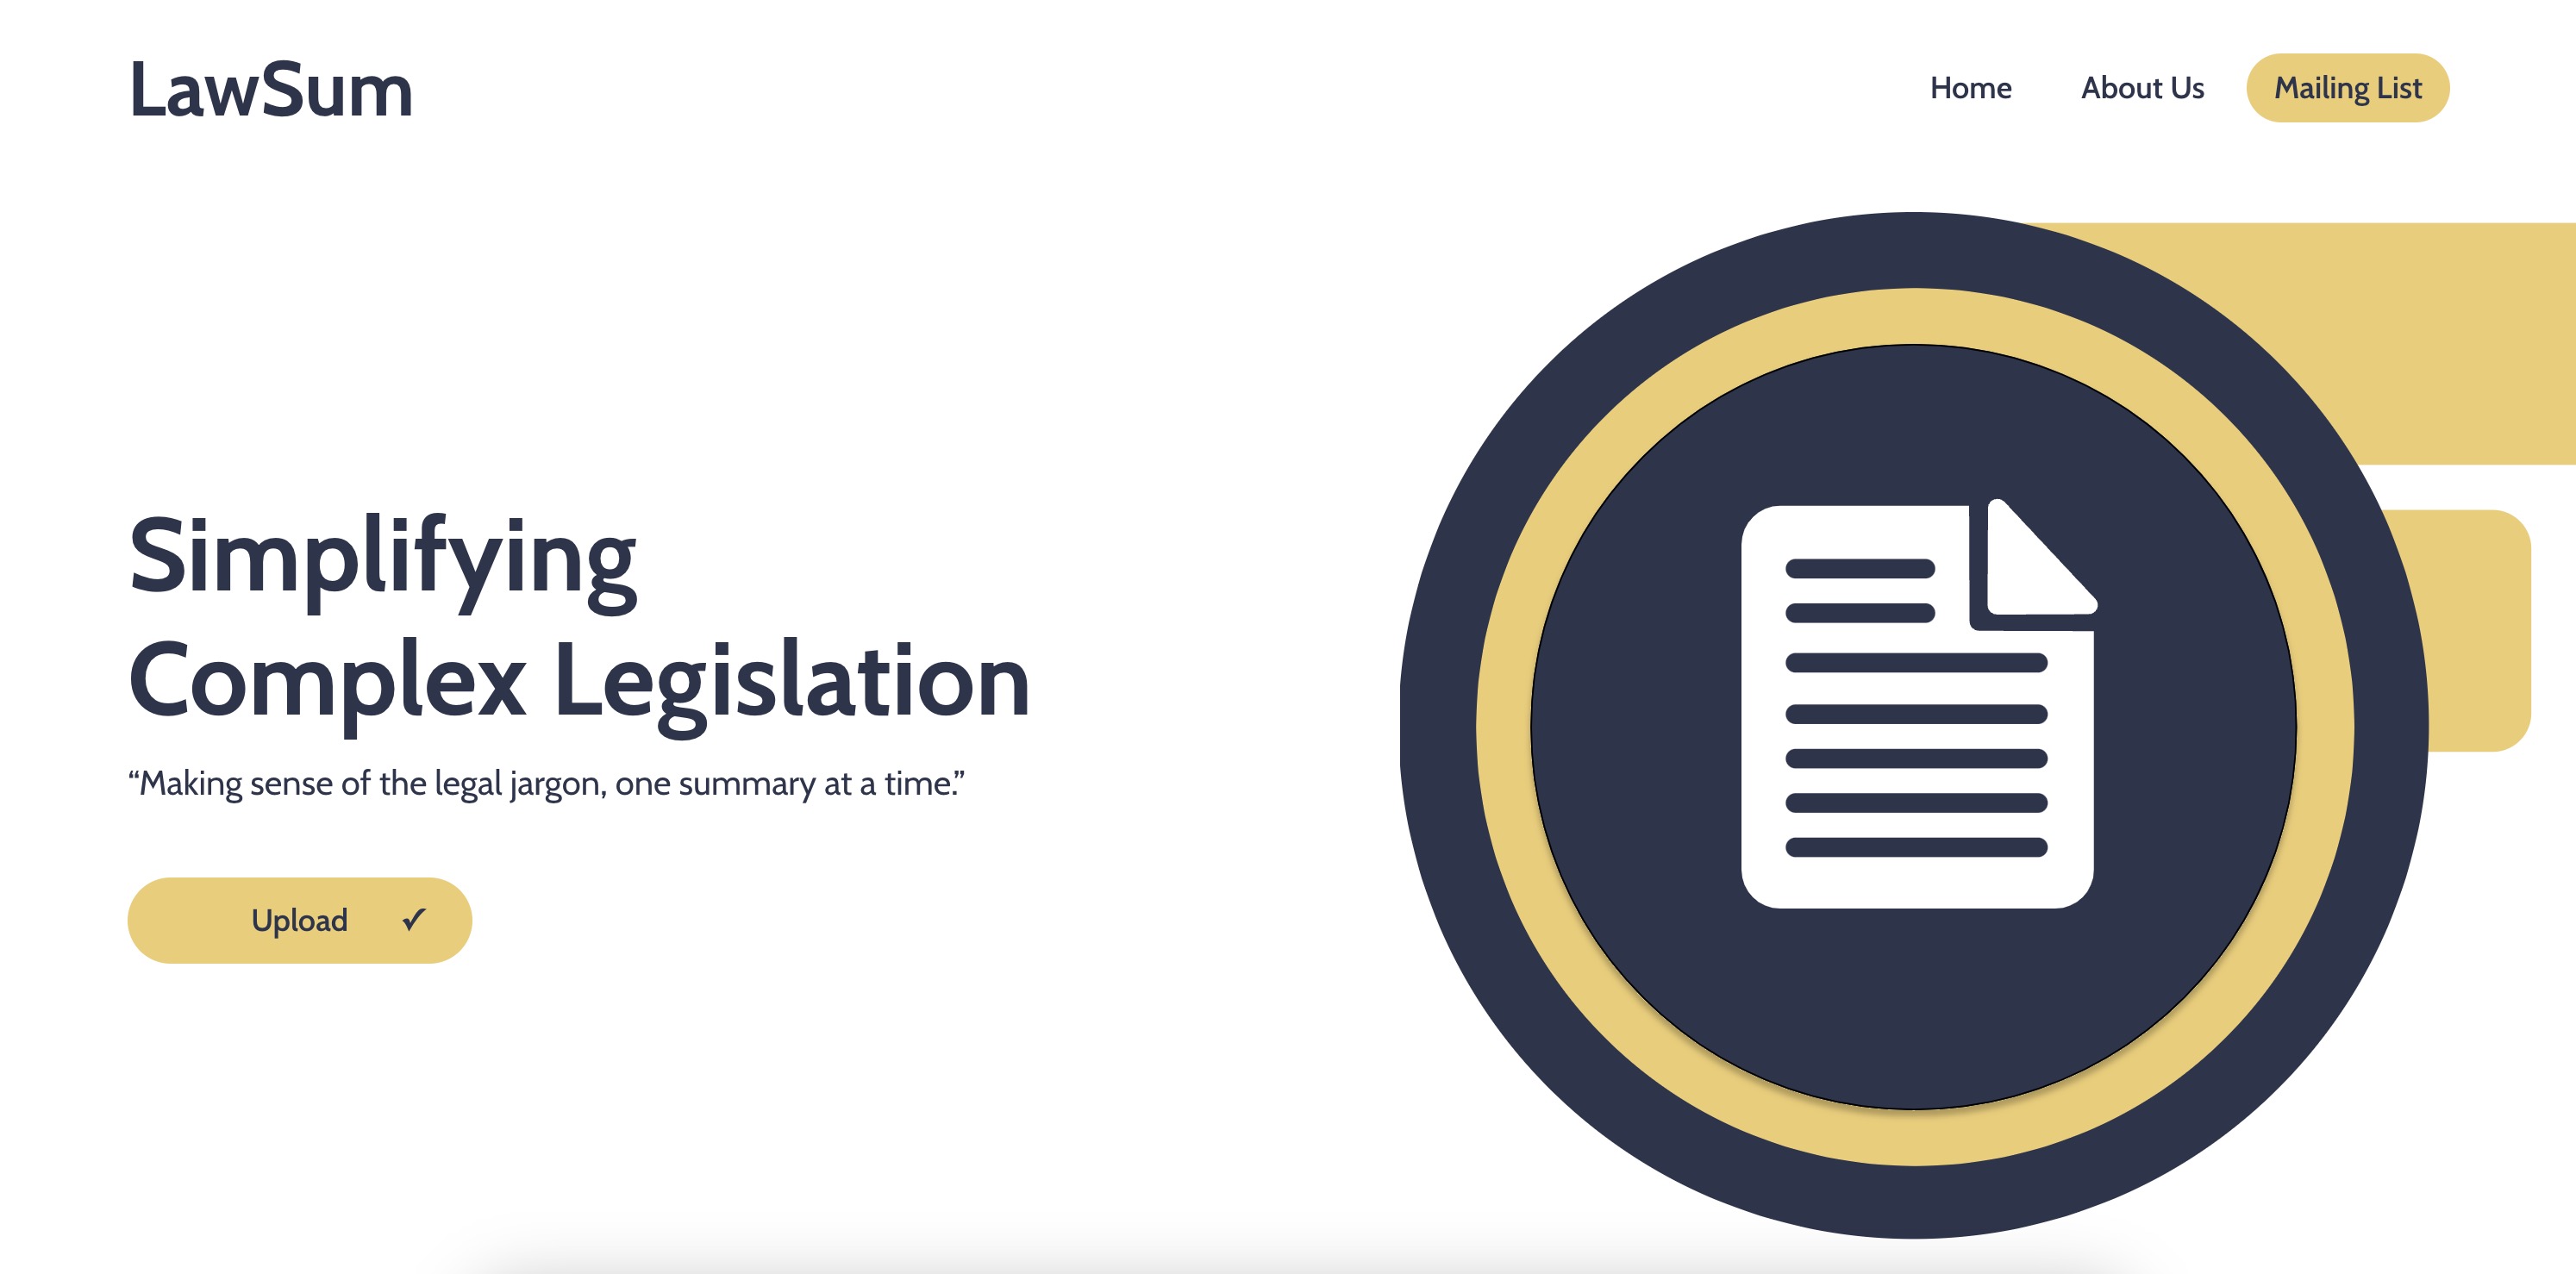 LawSum
Home
About Us
Mailing List
Simplifying
Complex Legislation
“Making sense of the legal jargon, one summary at a time.”
Upload ✓